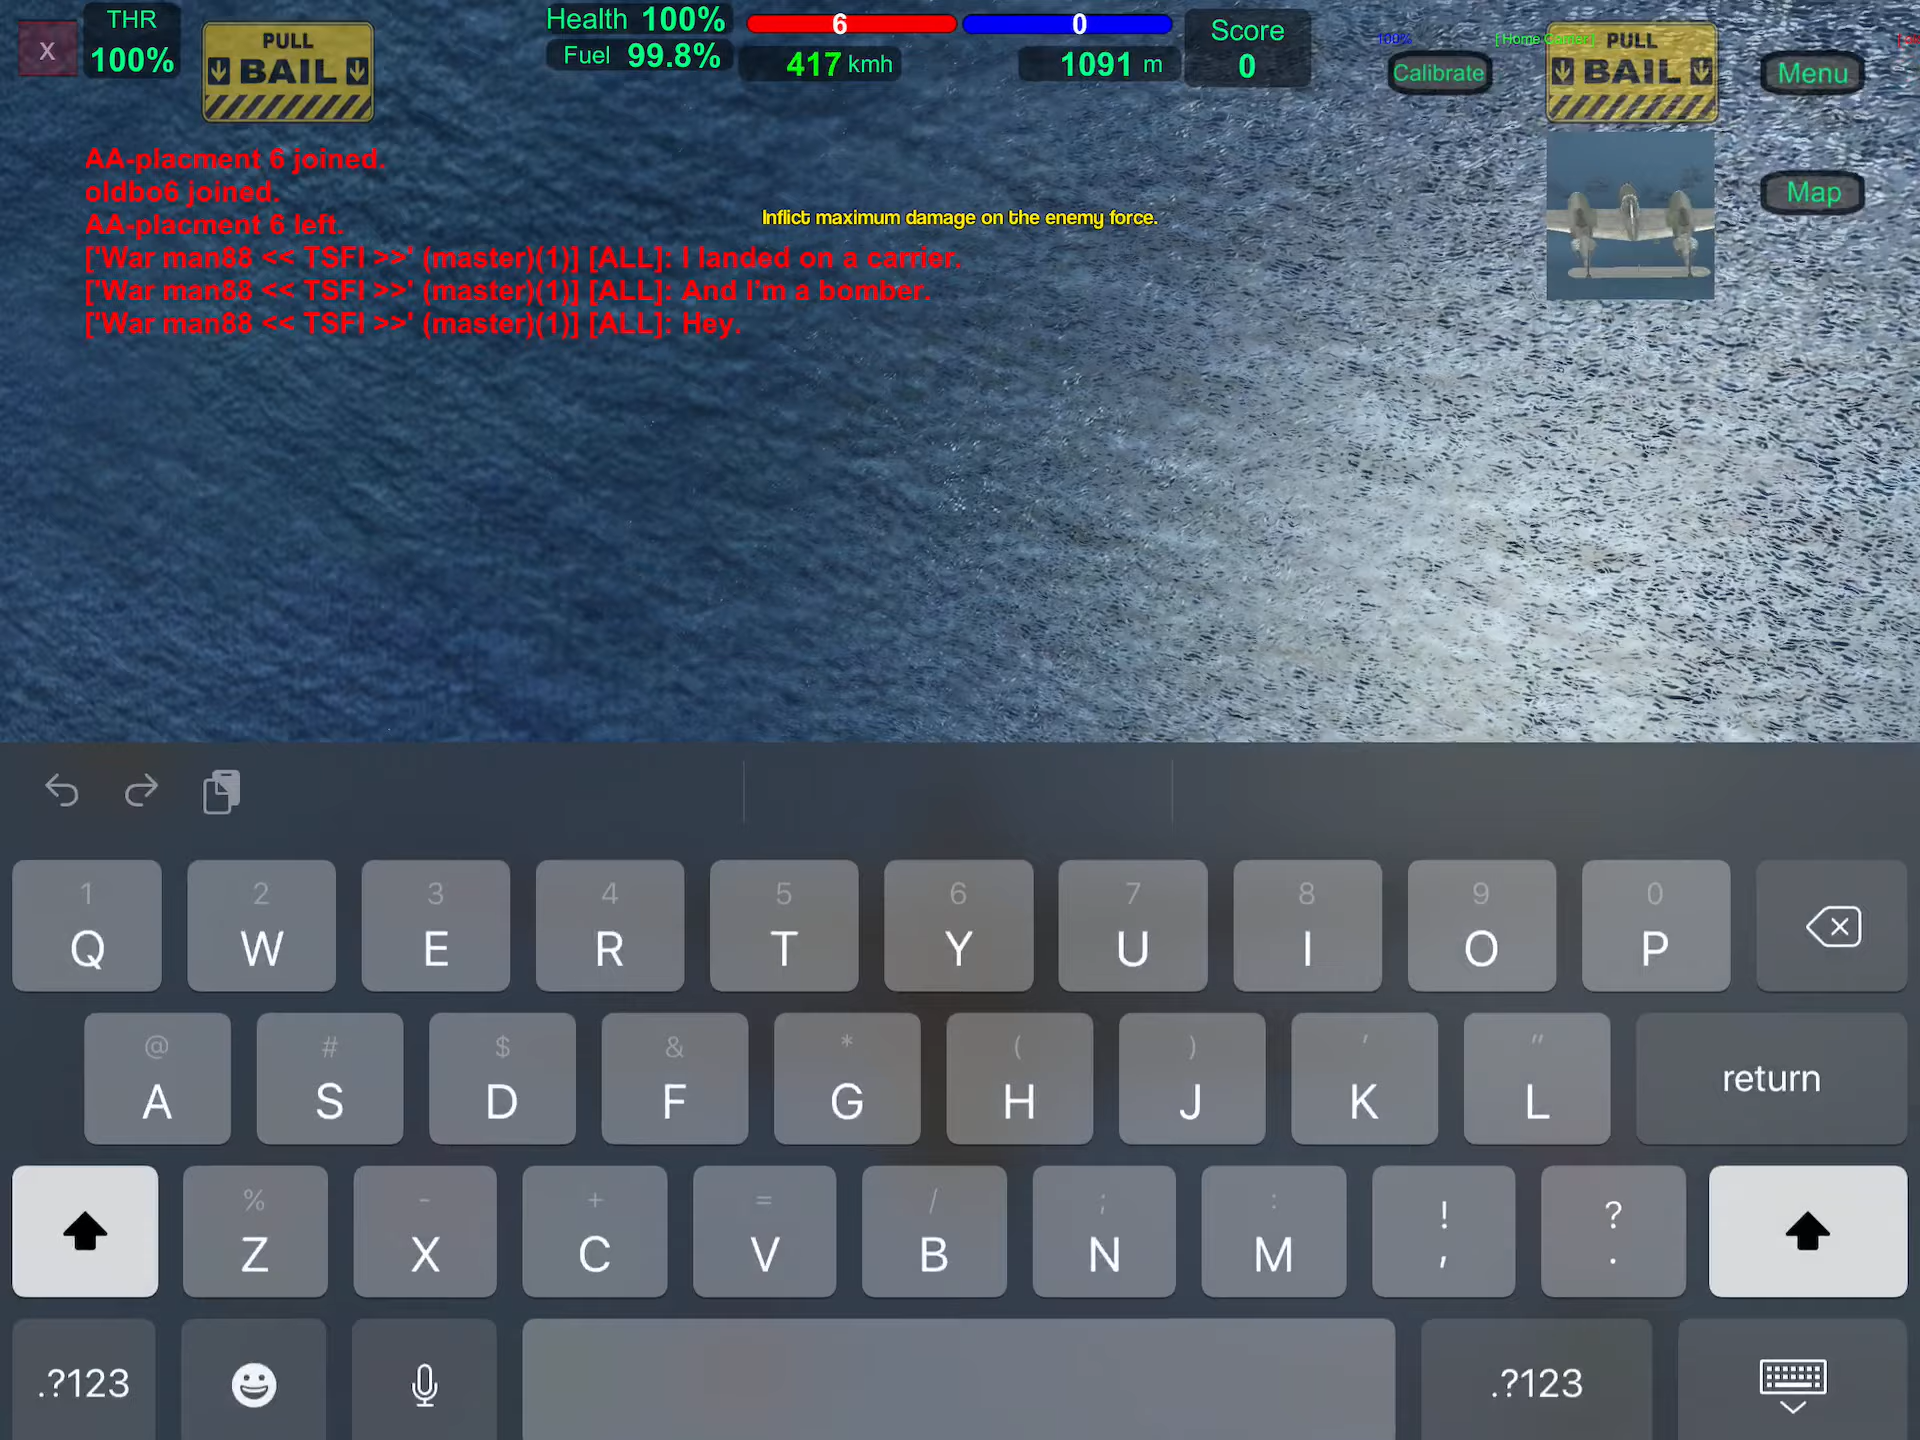 X
THR
100%
PULL
BAIL
Health 100%
Fuel 99.8%
6
0
417 kmh
1091 m
Score
0
100%
[Home Carrier]
Calibrate
PULL
BAIL
Menu
Map
AA-placment 6 joined.
oldbo6 joined.
AA-placment 6 left.
['War man88 << TSFI >>' (master)(1)] [ALL]: I landed on a carrier.
['War man88 << TSFI >>' (master)(1)] [ALL]: And I'm a bomber.
['War man88 << TSFI >>' (master)(1)] [ALL]: Hey.
Inflict maximum damage on the enemy force.
1 2 3 4 5 6 7 8 9 0
Q W E R T Y U I O P
@ # $ & * ( ) ' "
A S D F G H J K L return
% - + = / ; : ! ?
Z X C V B N M , .
.?123 .?123